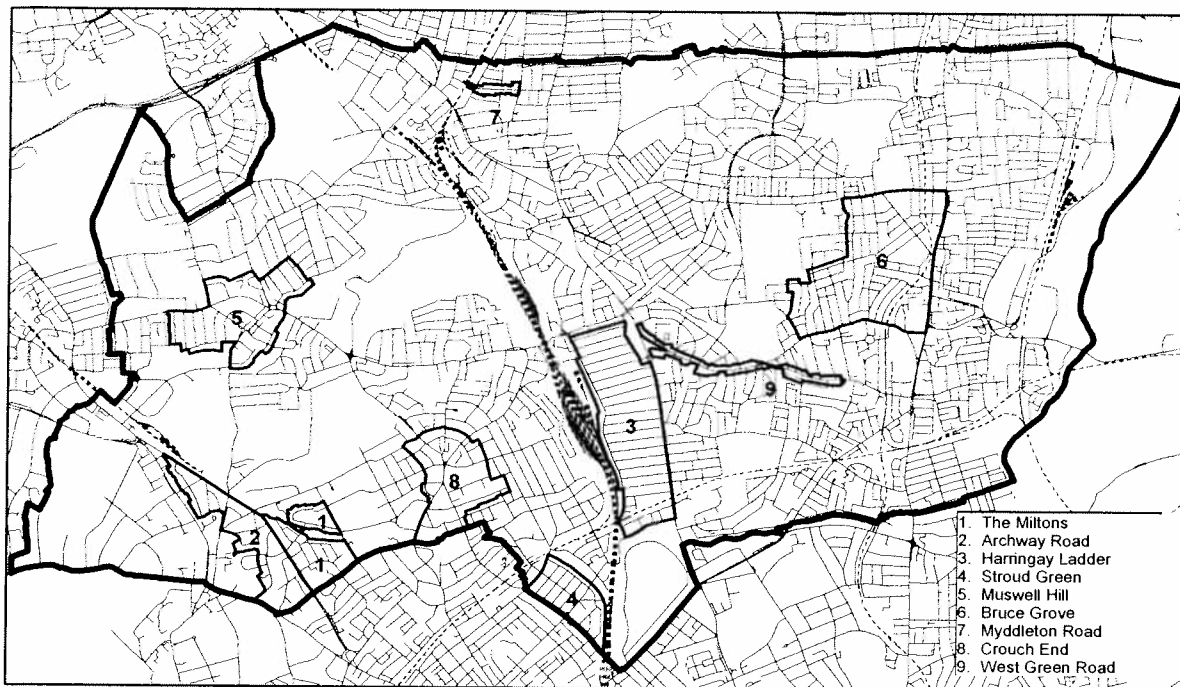 7
5
6
9
3
8
1
2
1
4
1. The Miltons
2. Archway Road
3. Harringay Ladder
4. Stroud Green
5. Muswell Hill
6. Bruce Grove
7. Myddleton Road
8. Crouch End
9. West Green Road